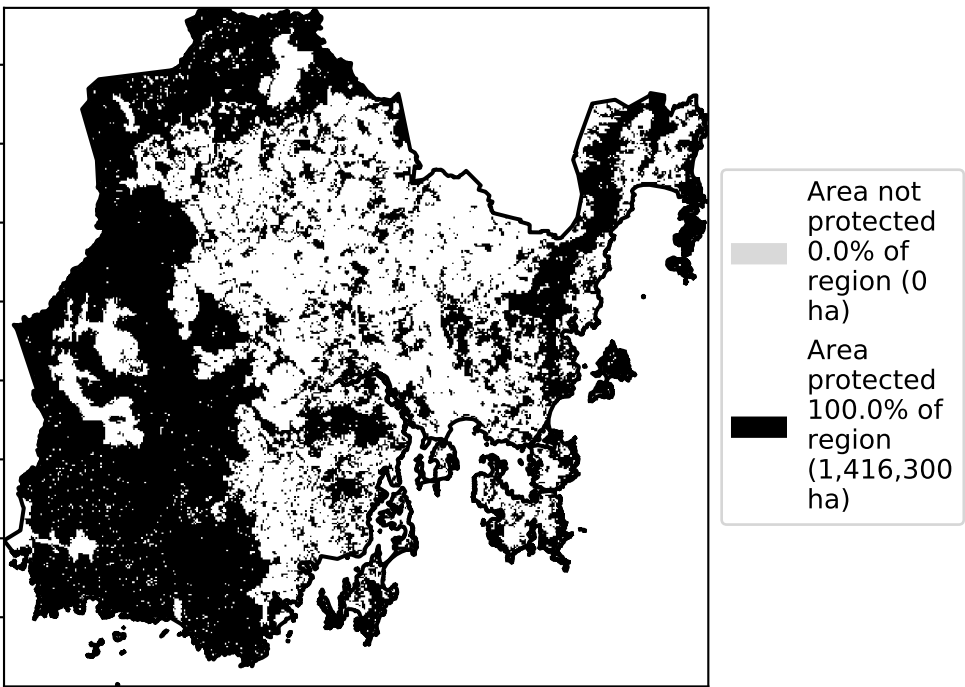 Area not
protected
0.0% of
region (0
ha)
Area
protected
100.0% of
region
(1,416,300
ha)